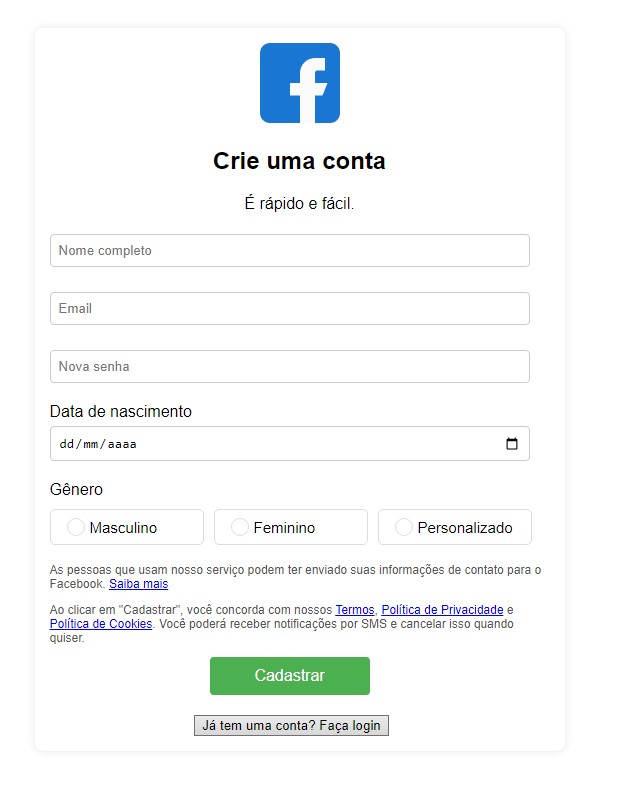 Crie uma conta
É rápido e fácil.
Nome completo
Email
Nova senha
Data de nascimento
dd/mm/aaaa
Gênero
Masculino Feminino Personalizado
As pessoas que usam nosso serviço podem ter enviado suas informações de contato para o
Facebook. Saiba mais
Ao clicar em "Cadastrar", você concorda com nossos Termos, Política de Privacidade e
Política de Cookies. Você poderá receber notificações por SMS e cancelar isso quando
quiser.
Cadastrar
Já tem uma conta? Faça login